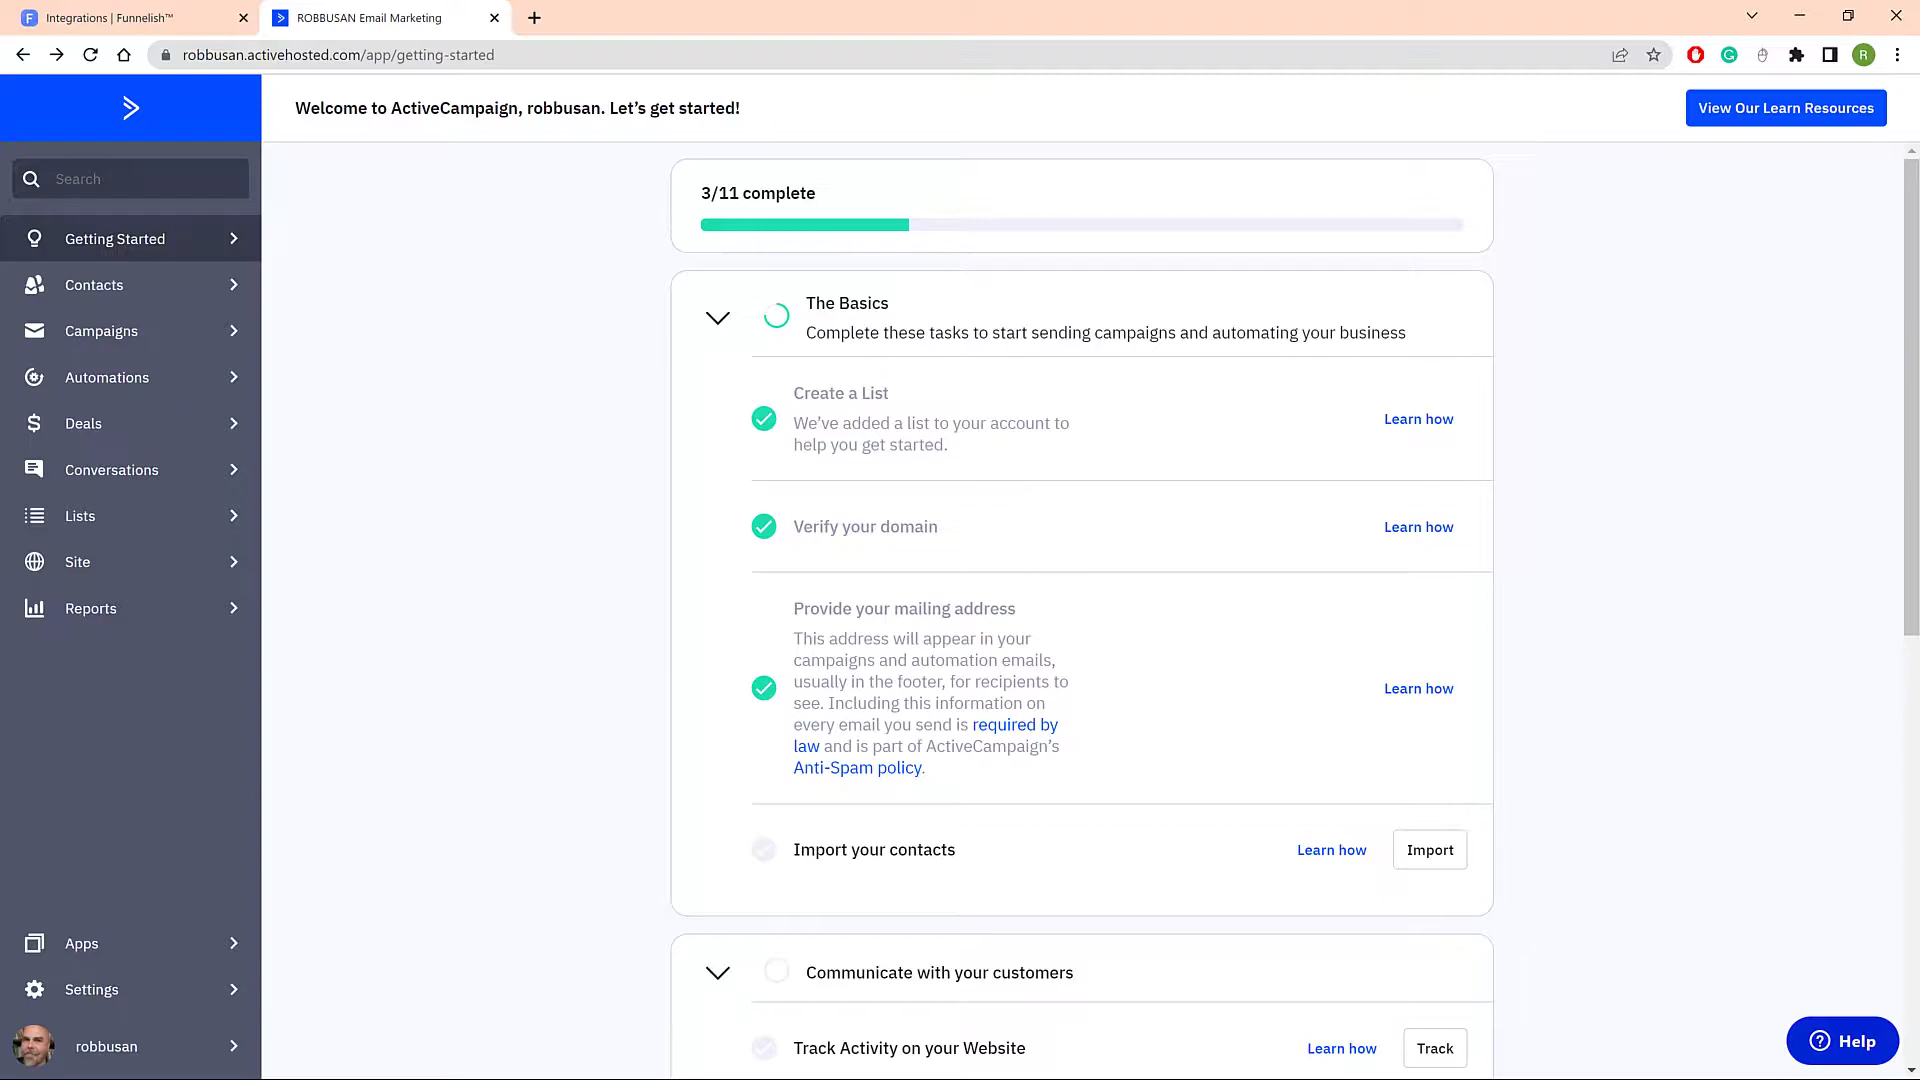 Integrations | Funnelish™
ROBBUSAN Email Marketing
robbusan.activehosted.com/app/getting-started
R
Welcome to ActiveCampaign, robbusan. Let’s get started!
View Our Learn Resources
Search
Getting Started
Contacts
Campaigns
Automations
Deals
Conversations
Lists
Site
Reports
Apps
Settings
robbusan
3/11 complete
The Basics
Complete these tasks to start sending campaigns and automating your business
Create a List
We’ve added a list to your account to
help you get started.
Learn how
Verify your domain
Learn how
Provide your mailing address
This address will appear in your
campaigns and automation emails,
usually in the footer, for recipients to
see. Including this information on
every email you send is required by
law and is part of ActiveCampaign’s
Anti-Spam policy.
Learn how
Import your contacts
Learn how
Import
Communicate with your customers
Track Activity on your Website
Learn how
Track
Help